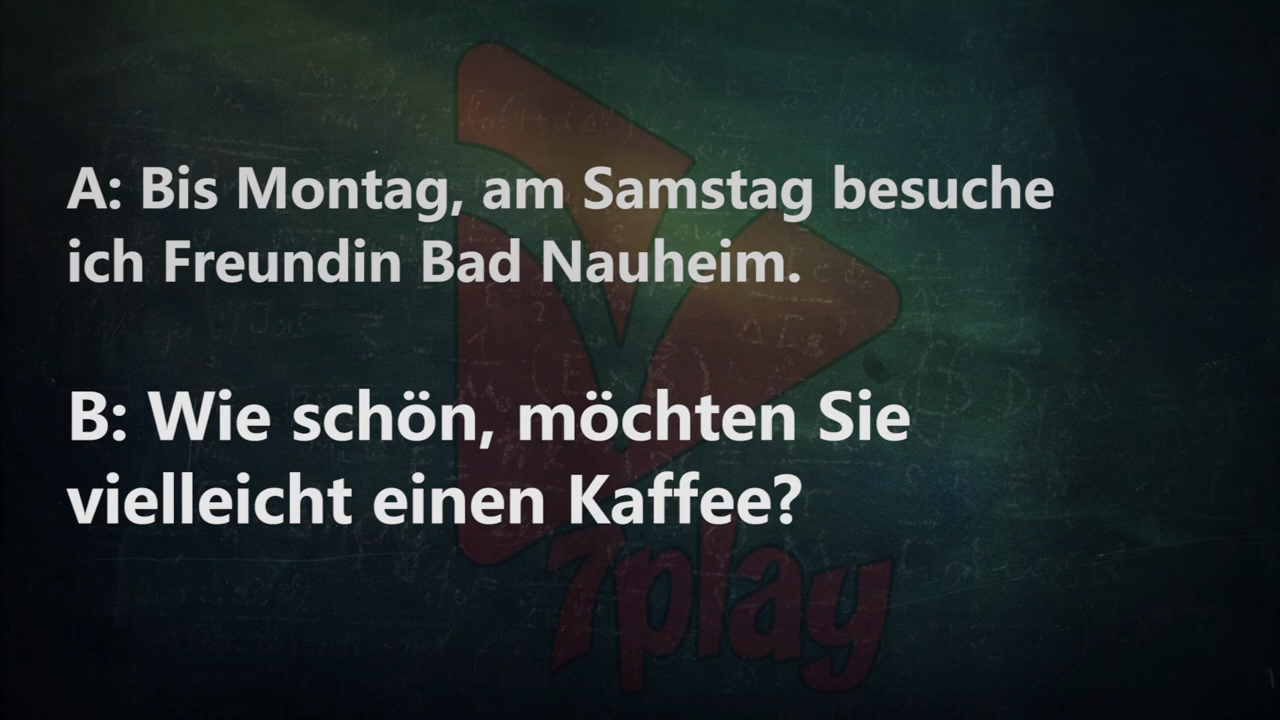 A: Bis Montag, am Samstag besuche
ich Freundin Bad Nauheim.
B: Wie schön, möchten Sie
vielleicht einen Kaffee?
7play